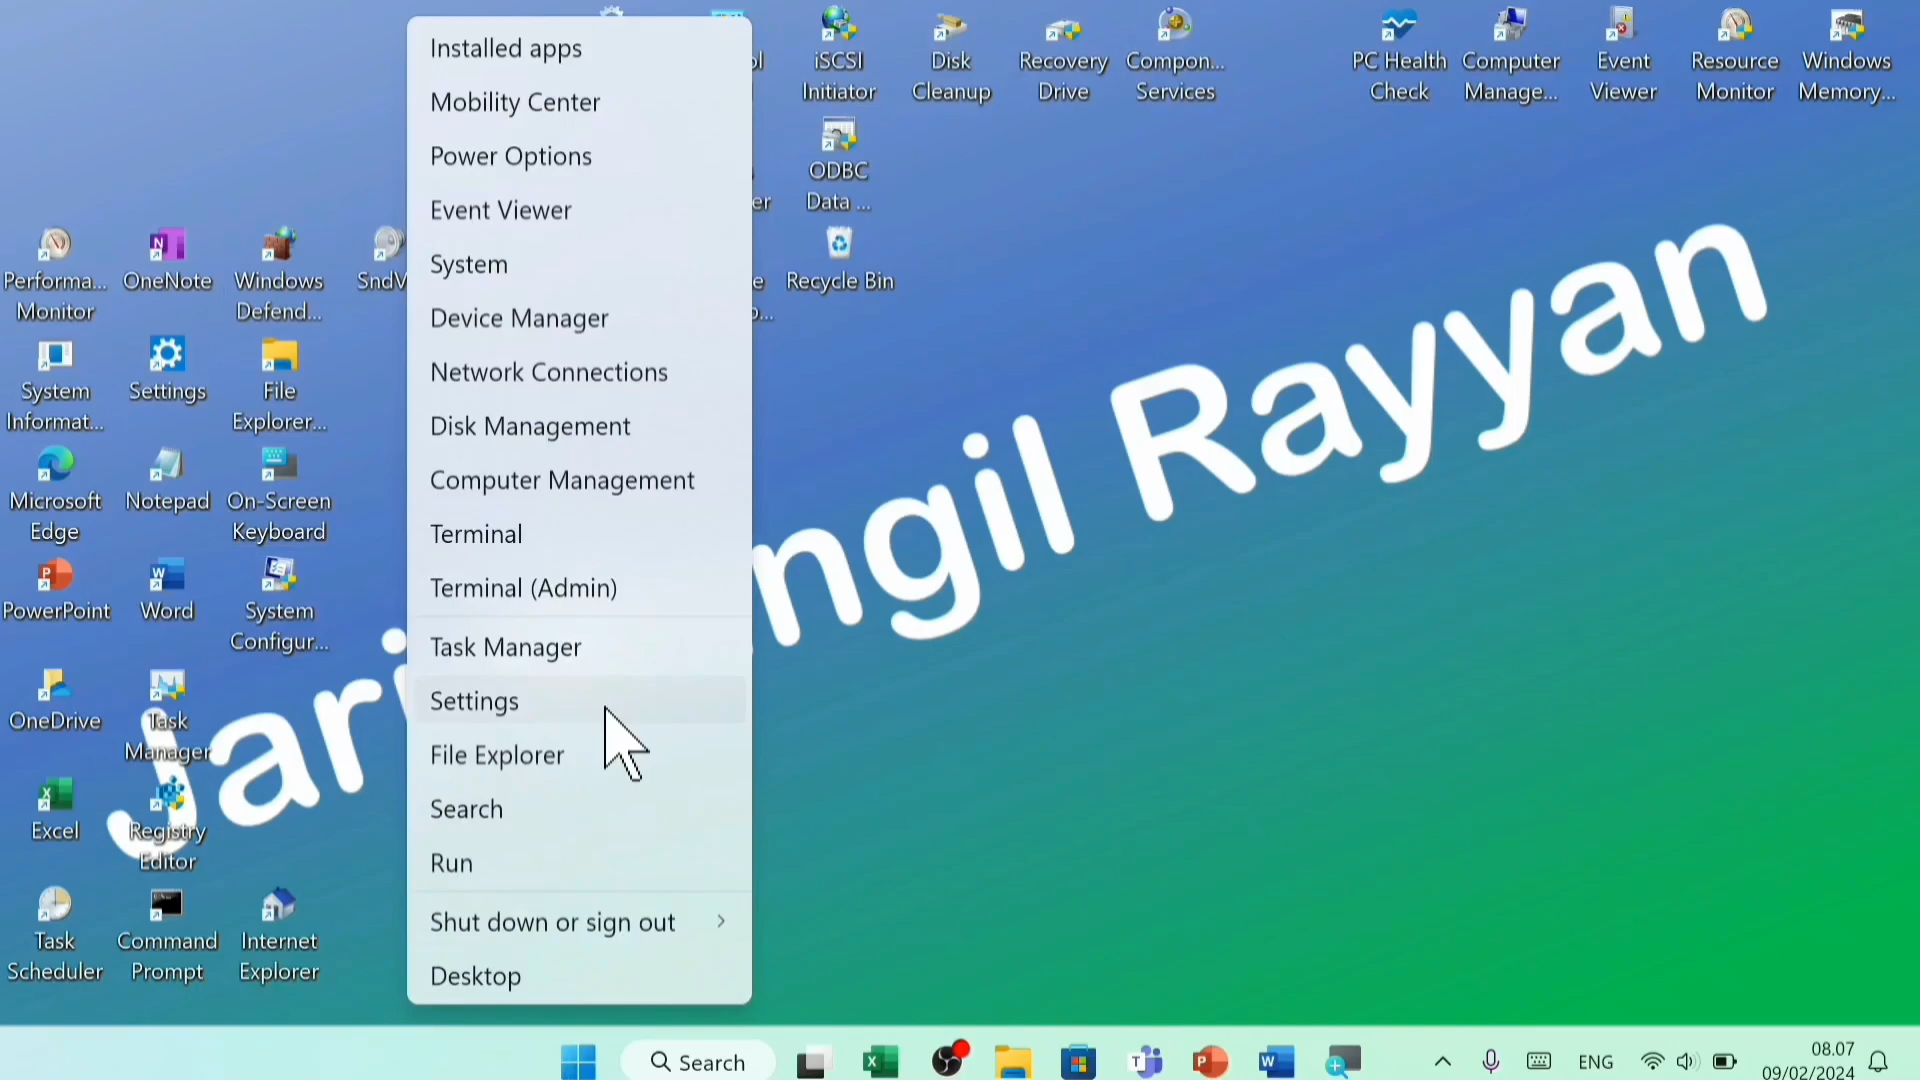 Installed apps
Mobility Center
Power Options
Event Viewer
System
Device Manager
Network Connections
Disk Management
Computer Management
Terminal
Terminal (Admin)
Task Manager
Settings
File Explorer
Search
Run
Shut down or sign out
Desktop
iSCSI
Initiator
Disk
Cleanup
Recovery
Drive
Compon...
Services
PC Health
Check
Computer
Manage...
Event
Viewer
Resource
Monitor
Windows
Memory...
ODBC
Data ...
Recycle Bin
Performa...
Monitor
OneNote
Windows
Defend...
SndV
System
Informat...
Settings
File
Explorer...
Microsoft
Edge
Notepad
On-Screen
Keyboard
PowerPoint
Word
System
Configur...
OneDrive
Task
Manager
Excel
Registry
Editor
Task
Scheduler
Command
Prompt
Internet
Explorer
Jari
ngil Rayyan
Search
ENG
08.07
09/02/2024